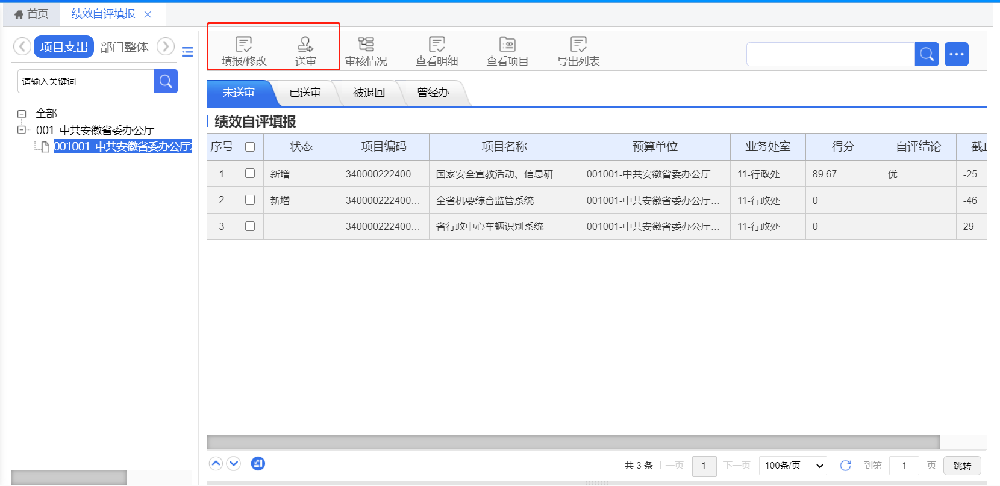 首页
绩效自评填报
项目支出
部门整体
请输入关键词
-全部
001-中共安徽省委办公厅
001001-中共安徽省委办公厅
填报/修改
送审
审核情况
查看明细
查看项目
导出列表
未送审
已送审
被退回
曾经办
绩效自评填报
序号 状态 项目编码 项目名称 预算单位 业务处室 得分 自评结论 截
1 新增 340000222400... 国家安全宣教活动、信息研... 001001-中共安徽省委办公厅... 11-行政处 89.67 优 -25
2 新增 340000222400... 全省机要综合监管系统 001001-中共安徽省委办公厅... 11-行政处 0 -46
3 340000222400... 省行政中心车辆识别系统 001001-中共安徽省委办公厅... 11-行政处 0 29
共 3 条 上一页 1 下一页 100条/页 到第 1 页 跳转